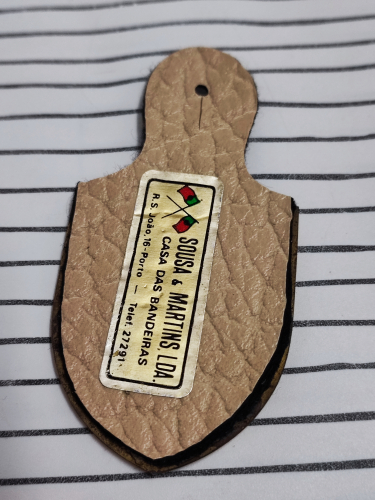 SOUSA & MARTINS LDA.
CASA DAS BANDEIRAS
R.S. João, 16 - Porto — Telef. 27291